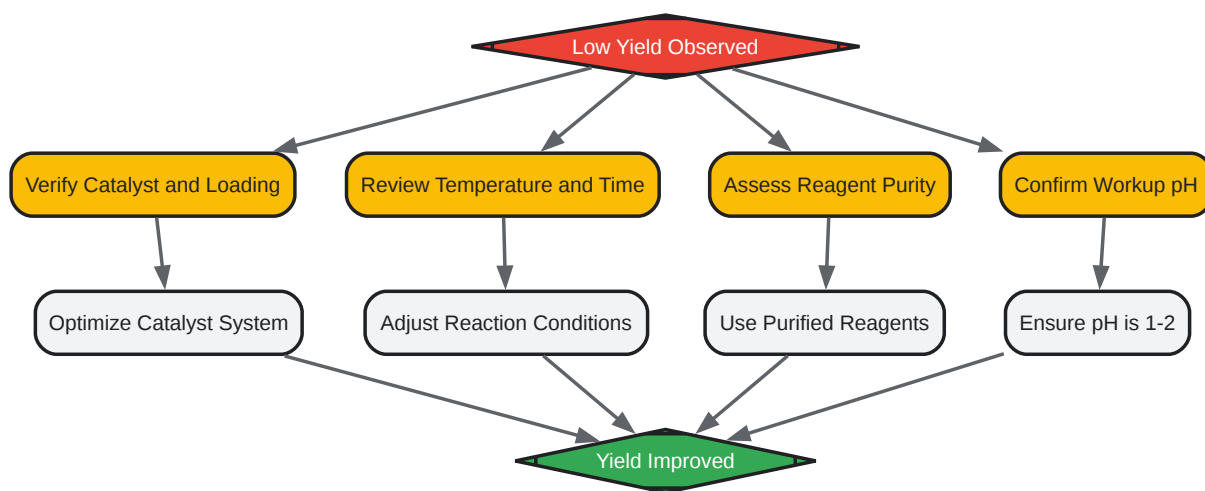 Low Yield Observed
Verify Catalyst and Loading
Review Temperature and Time
Assess Reagent Purity
Confirm Workup pH
Optimize Catalyst System
Adjust Reaction Conditions
Use Purified Reagents
Ensure pH is 1-2
Yield Improved